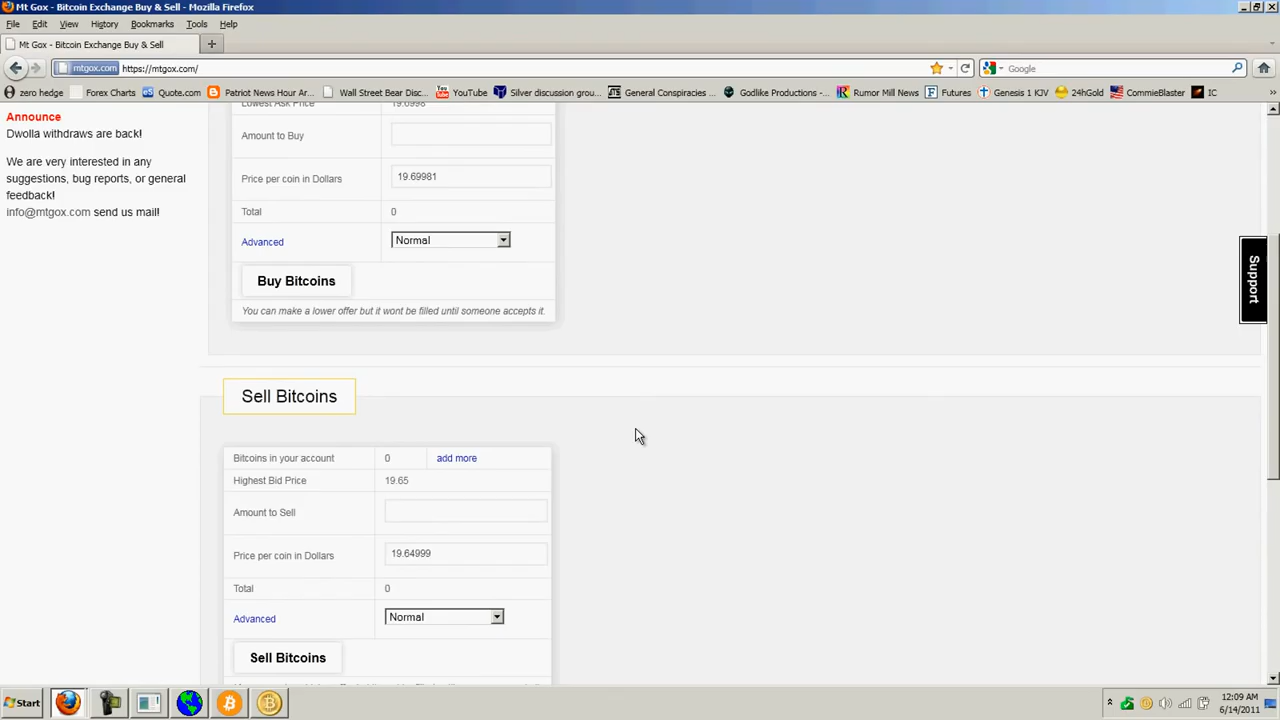 Mt Gox - Bitcoin Exchange Buy & Sell - Mozilla Firefox
File Edit View History Bookmarks Tools Help
Mt Gox - Bitcoin Exchange Buy & Sell
mtgox.com https://mtgox.com/ Google
zero hedge Forex Charts Quote.com Patriot News Hour Ar... Wall Street Bear Disc... YouTube Silver discussion grou... General Conspiracies ... Godlike Productions -... Rumor Mill News Futures Genesis 1 KJV 24hGold CommieBlaster IC
Lowest Ask Price 19.6998
Announce
Dwolla withdraws are back!
We are very interested in any
suggestions, bug reports, or general
feedback!
info@mtgox.com send us mail!
Amount to Buy
Price per coin in Dollars 19.69981
Total 0
Advanced Normal
Buy Bitcoins
You can make a lower offer but it wont be filled until someone accepts it.
Support
Sell Bitcoins
Bitcoins in your account 0 add more
Highest Bid Price 19.65
Amount to Sell
Price per coin in Dollars 19.64999
Total 0
Advanced Normal
Sell Bitcoins
Start
12:09 AM
6/14/2011